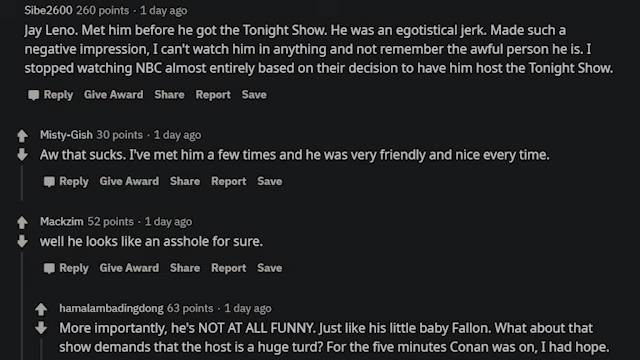 Sibe2600 260 points · 1 day ago
Jay Leno. Met him before he got the Tonight Show. He was an egotistical jerk. Made such a
negative impression, I can't watch him in anything and not remember the awful person he is. I
stopped watching NBC almost entirely based on their decision to have him host the Tonight Show.
Reply Give Award Share Report Save
Misty-Gish 30 points · 1 day ago
Aw that sucks. I've met him a few times and he was very friendly and nice every time.
Reply Give Award Share Report Save
Mackzim 52 points · 1 day ago
well he looks like an asshole for sure.
Reply Give Award Share Report Save
hamalambadingdong 63 points · 1 day ago
More importantly, he's NOT AT ALL FUNNY. Just like his little baby Fallon. What about that
show demands that the host is a huge turd? For the five minutes Conan was on, I had hope.